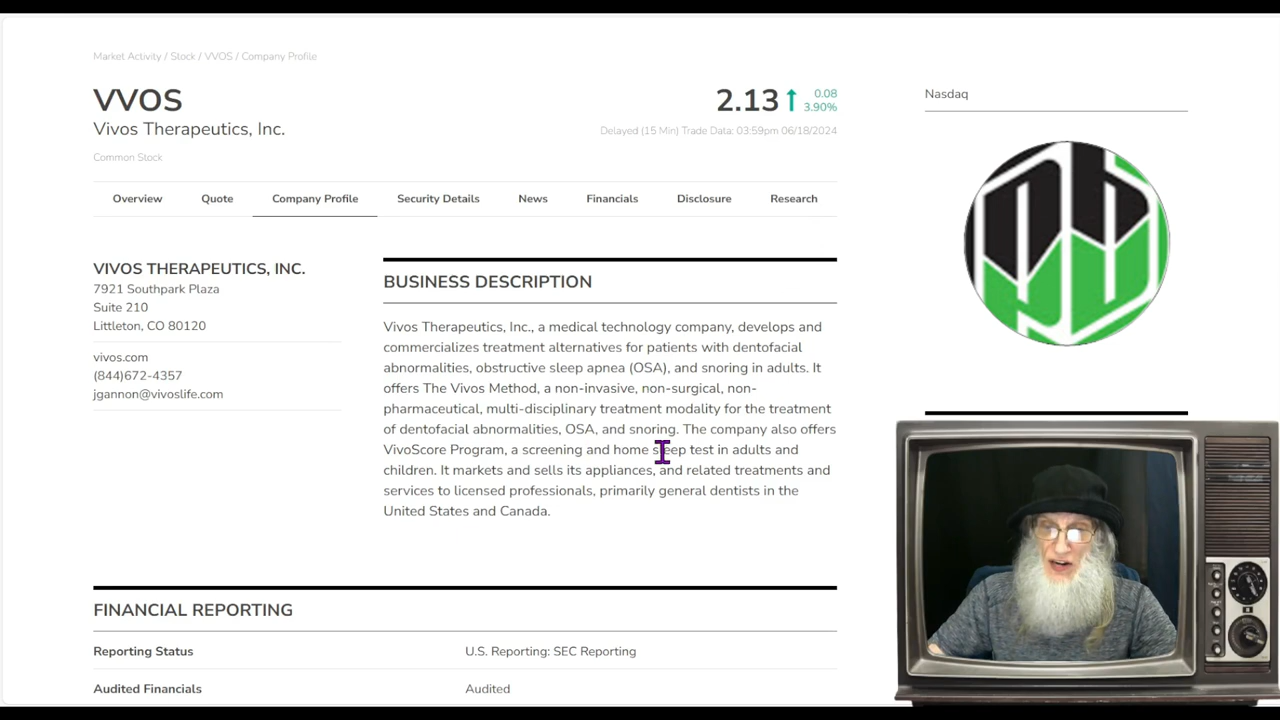 Market Activity / Stock / VVOS / Company Profile
VVOS
Vivos Therapeutics, Inc.
Common Stock
2.13
0.08
3.90%
Delayed (15 Min) Trade Data: 03:59pm 06/18/2024
Nasdaq
Overview
Quote
Company Profile
Security Details
News
Financials
Disclosure
Research
VIVOS THERAPEUTICS, INC.
7921 Southpark Plaza
Suite 210
Littleton, CO 80120
vivos.com
(844)672-4357
jgannon@vivoslife.com
BUSINESS DESCRIPTION
Vivos Therapeutics, Inc., a medical technology company, develops and
commercializes treatment alternatives for patients with dentofacial
abnormalities, obstructive sleep apnea (OSA), and snoring in adults. It
offers The Vivos Method, a non-invasive, non-surgical, non-
pharmaceutical, multi-disciplinary treatment modality for the treatment
of dentofacial abnormalities, OSA, and snoring. The company also offers
VivoScore Program, a screening and home sleep test in adults and
children. It markets and sells its appliances, and related treatments and
services to licensed professionals, primarily general dentists in the
United States and Canada.
FINANCIAL REPORTING
Reporting Status
U.S. Reporting: SEC Reporting
Audited Financials
Audited